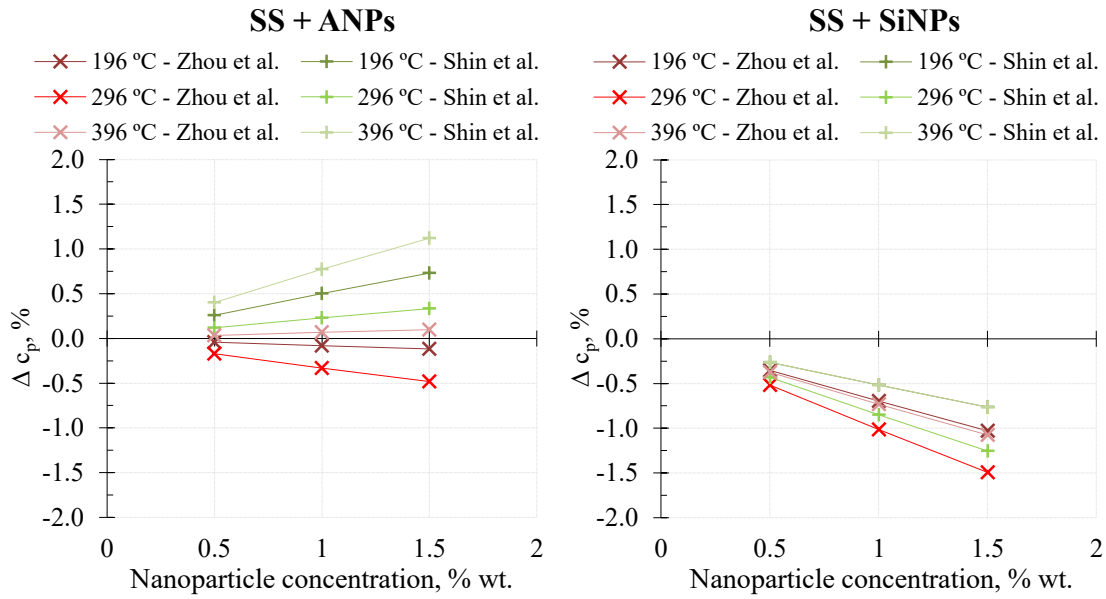 SS + ANPs
196 ºC - Zhou et al.
196 ºC - Shin et al.
296 ºC - Zhou et al.
296 ºC - Shin et al.
396 ºC - Zhou et al.
396 ºC - Shin et al.
2.0
1.5
1.0
0.5
0.0
-0.5
-1.0
-1.5
-2.0
Δ cp, %
0 0.5 1 1.5 2
Nanoparticle concentration, % wt.
SS + SiNPs
196 ºC - Zhou et al.
196 ºC - Shin et al.
296 ºC - Zhou et al.
296 ºC - Shin et al.
396 ºC - Zhou et al.
396 ºC - Shin et al.
2.0
1.5
1.0
0.5
0.0
-0.5
-1.0
-1.5
-2.0
Δ cp, %
0 0.5 1 1.5 2
Nanoparticle concentration, % wt.